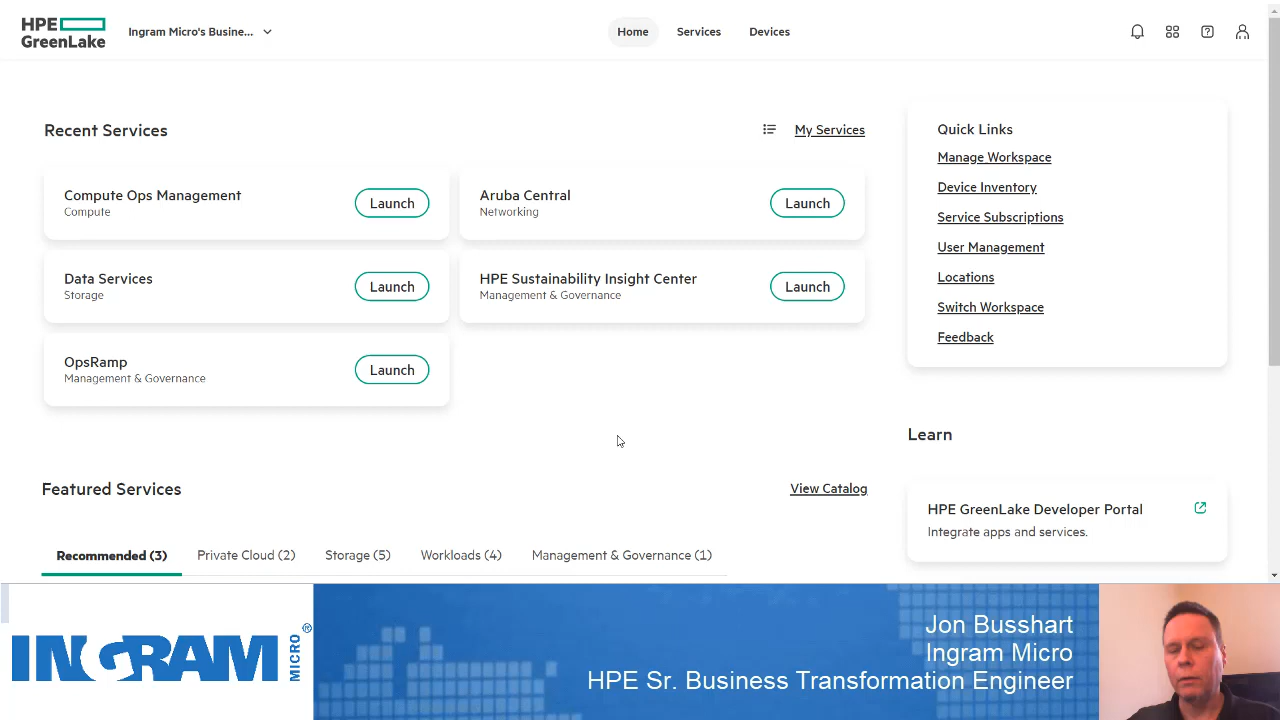 HPE
GreenLake
Ingram Micro's Busine...
Home
Services
Devices
Recent Services
My Services
Compute Ops Management
Compute
Launch
Aruba Central
Networking
Launch
Data Services
Storage
Launch
HPE Sustainability Insight Center
Management & Governance
Launch
OpsRamp
Management & Governance
Launch
Quick Links
Manage Workspace
Device Inventory
Service Subscriptions
User Management
Locations
Switch Workspace
Feedback
Learn
HPE GreenLake Developer Portal
Integrate apps and services.
Featured Services
View Catalog
Recommended (3)
Private Cloud (2)
Storage (5)
Workloads (4)
Management & Governance (1)
INGRAM MICRO®
Jon Busshart
Ingram Micro
HPE Sr. Business Transformation Engineer